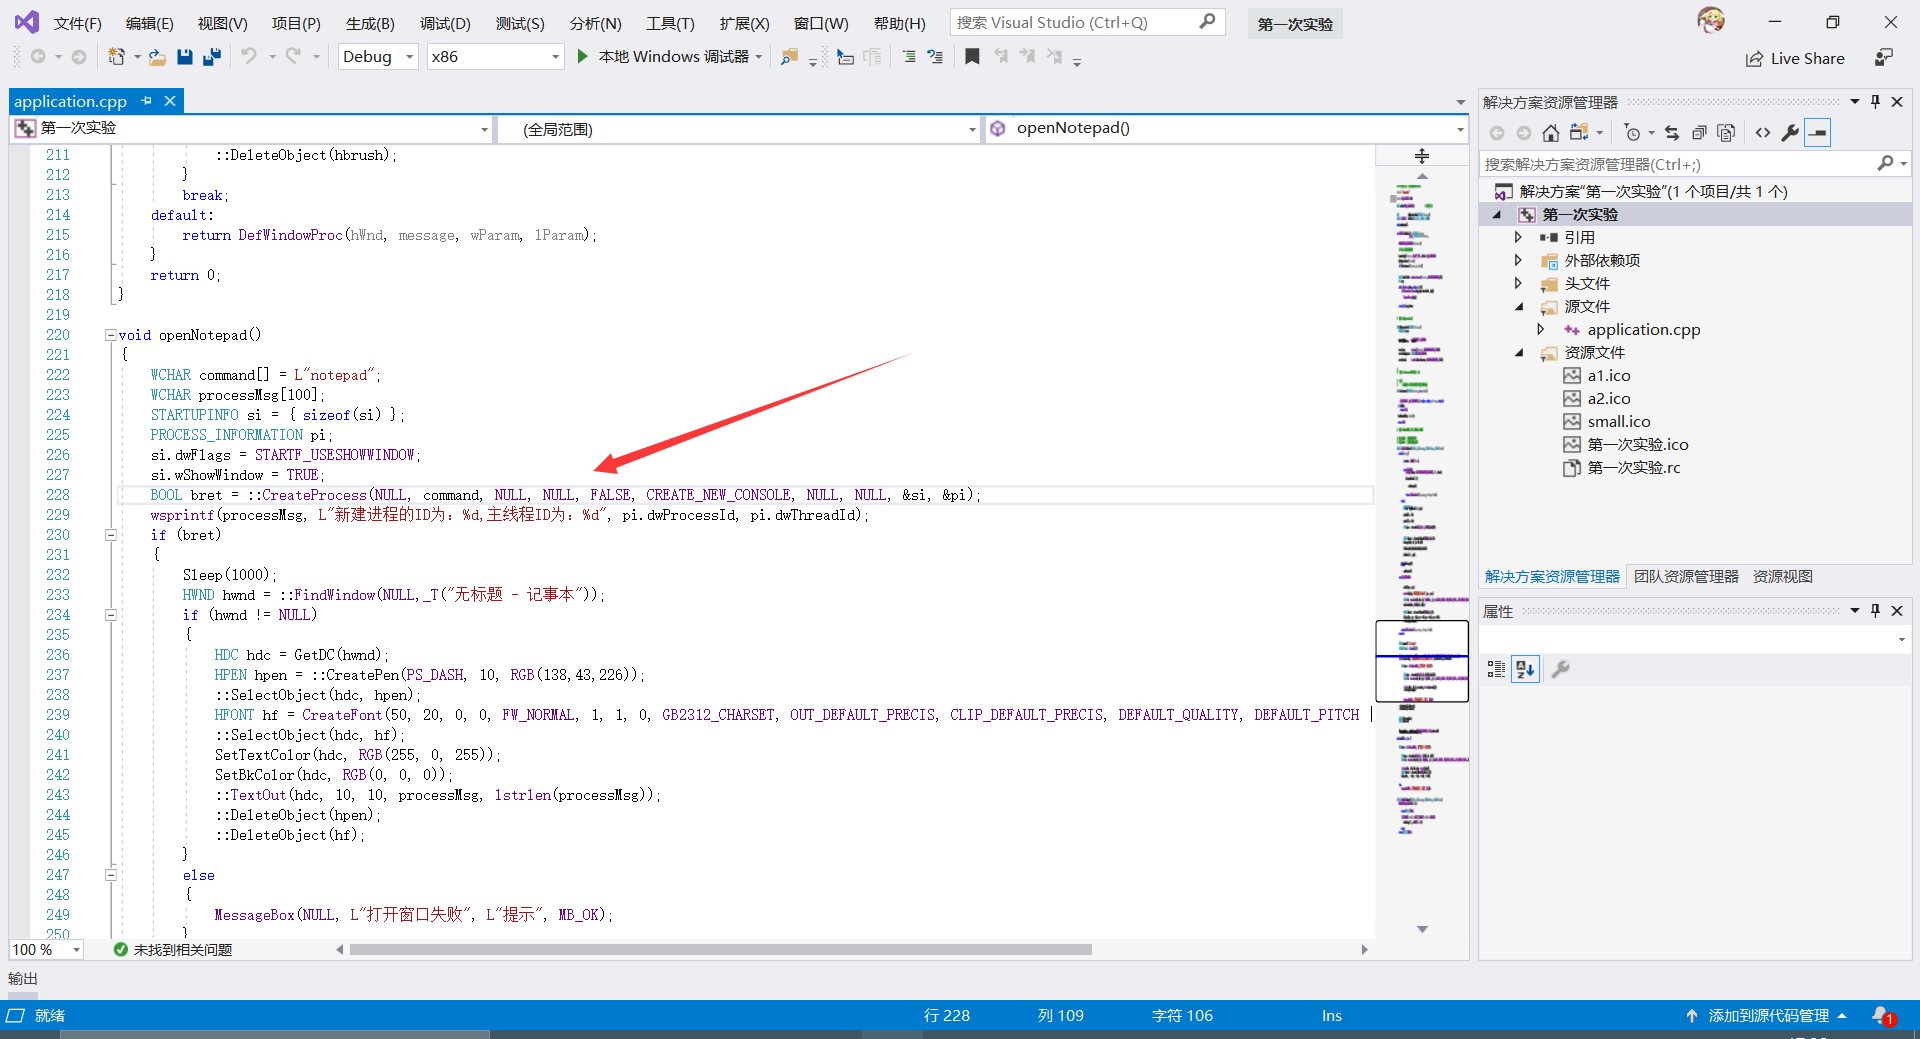 文件(F) 编辑(E) 视图(V) 项目(P) 生成(B) 调试(D) 测试(S) 分析(N) 工具(T) 扩展(X) 窗口(W) 帮助(H) 搜索 Visual Studio (Ctrl+Q) 第一次实验
Debug x86 本地 Windows 调试器 Live Share
application.cpp
第一次实验 (全局范围) openNotepad()
211 ::DeleteObject(hbrush);
212 }
213 break;
214 default:
215 return DefWindowProc(hWnd, message, wParam, lParam);
216 }
217 return 0;
218 }
219
220 void openNotepad()
221 {
222 WCHAR command[] = L"notepad";
223 WCHAR processMsg[100];
224 STARTUPINFO si = { sizeof(si) };
225 PROCESS_INFORMATION pi;
226 si.dwFlags = STARTF_USESHOWWINDOW;
227 si.wShowWindow = TRUE;
228 BOOL bret = ::CreateProcess(NULL, command, NULL, NULL, FALSE, CREATE_NEW_CONSOLE, NULL, NULL, &si, &pi);
229 wsprintf(processMsg, L"新建进程的ID为：%d,主线程ID为：%d", pi.dwProcessId, pi.dwThreadId);
230 if (bret)
231 {
232 Sleep(1000);
233 HWND hwnd = ::FindWindow(NULL,_T("无标题 - 记事本"));
234 if (hwnd != NULL)
235 {
236 HDC hdc = GetDC(hwnd);
237 HPEN hpen = ::CreatePen(PS_DASH, 10, RGB(138,43,226));
238 ::SelectObject(hdc, hpen);
239 HFONT hf = CreateFont(50, 20, 0, 0, FW_NORMAL, 1, 1, 0, GB2312_CHARSET, OUT_DEFAULT_PRECIS, CLIP_DEFAULT_PRECIS, DEFAULT_QUALITY, DEFAULT_PITCH |
240 ::SelectObject(hdc, hf);
241 SetTextColor(hdc, RGB(255, 0, 255));
242 SetBkColor(hdc, RGB(0, 0, 0));
243 ::TextOut(hdc, 10, 10, processMsg, lstrlen(processMsg));
244 ::DeleteObject(hpen);
245 ::DeleteObject(hf);
246 }
247 else
248 {
249 MessageBox(NULL, L"打开窗口失败", L"提示", MB_OK);
250 }
100 % 未找到相关问题
解决方案资源管理器
搜索解决方案资源管理器(Ctrl+;)
解决方案"第一次实验"(1 个项目/共 1 个)
第一次实验
引用
外部依赖项
头文件
源文件
application.cpp
资源文件
a1.ico
a2.ico
small.ico
第一次实验.ico
第一次实验.rc
解决方案资源管理器 团队资源管理器 资源视图
属性
输出
就绪 行 228 列 109 字符 106 Ins 添加到源代码管理 1